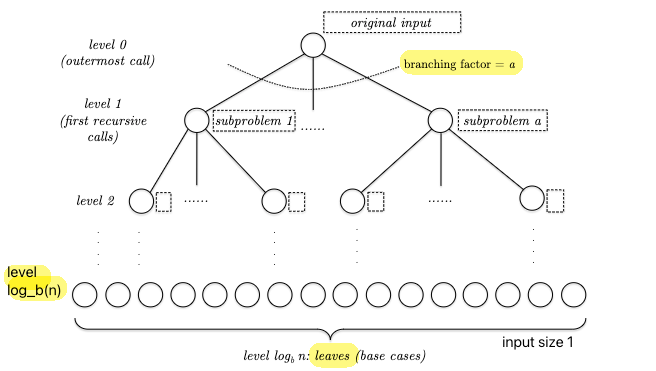 original input
level 0
(outermost call)
branching factor = a
level 1
(first recursive
calls)
subproblem 1
......
subproblem a
level 2
......
......
level
log_b(n)
input size 1
level log_b n: leaves (base cases)